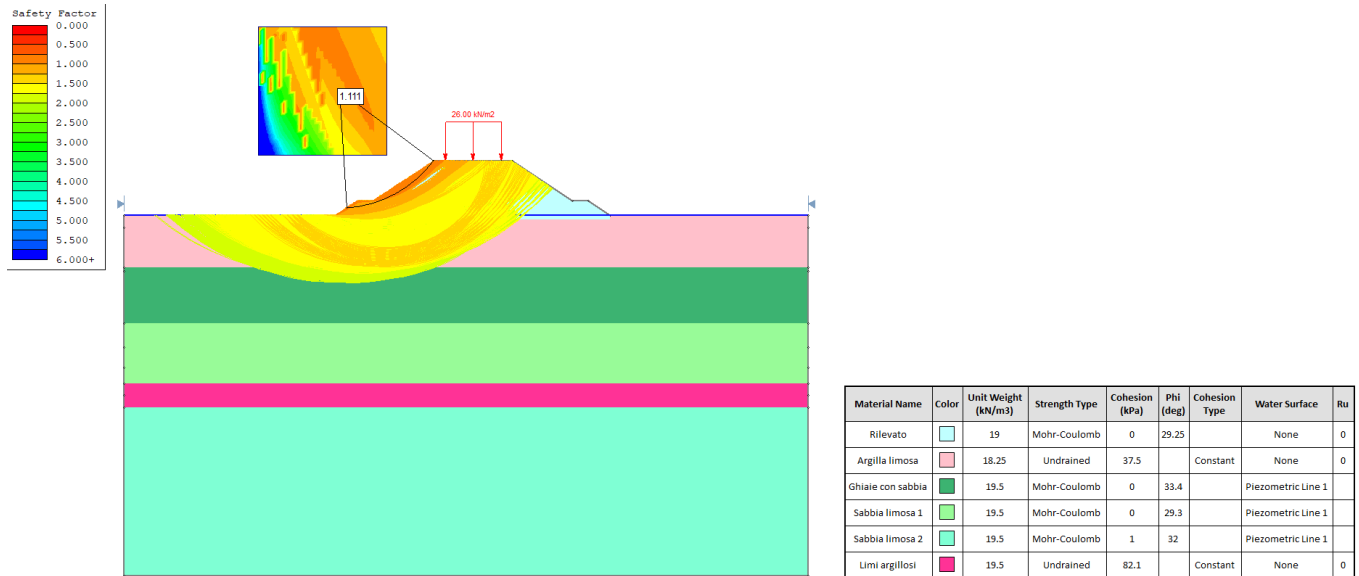 Safety Factor
0.000
0.500
1.000
1.500
2.000
2.500
3.000
3.500
4.000
4.500
5.000
5.500
6.000+
1.111
26.00 kN/m2
Material Name Color Unit Weight (kN/m3) Strength Type Cohesion (kPa) Phi (deg) Cohesion Type Water Surface Ru
Rilevato 19 Mohr-Coulomb 0 29.25 None 0
Argilla limosa 18.25 Undrained 37.5 Constant None 0
Ghiaie con sabbia 19.5 Mohr-Coulomb 0 33.4 Piezometric Line 1
Sabbia limosa 1 19.5 Mohr-Coulomb 0 29.3 Piezometric Line 1
Sabbia limosa 2 19.5 Mohr-Coulomb 1 32 Piezometric Line 1
Limi argillosi 19.5 Undrained 82.1 Constant None 0